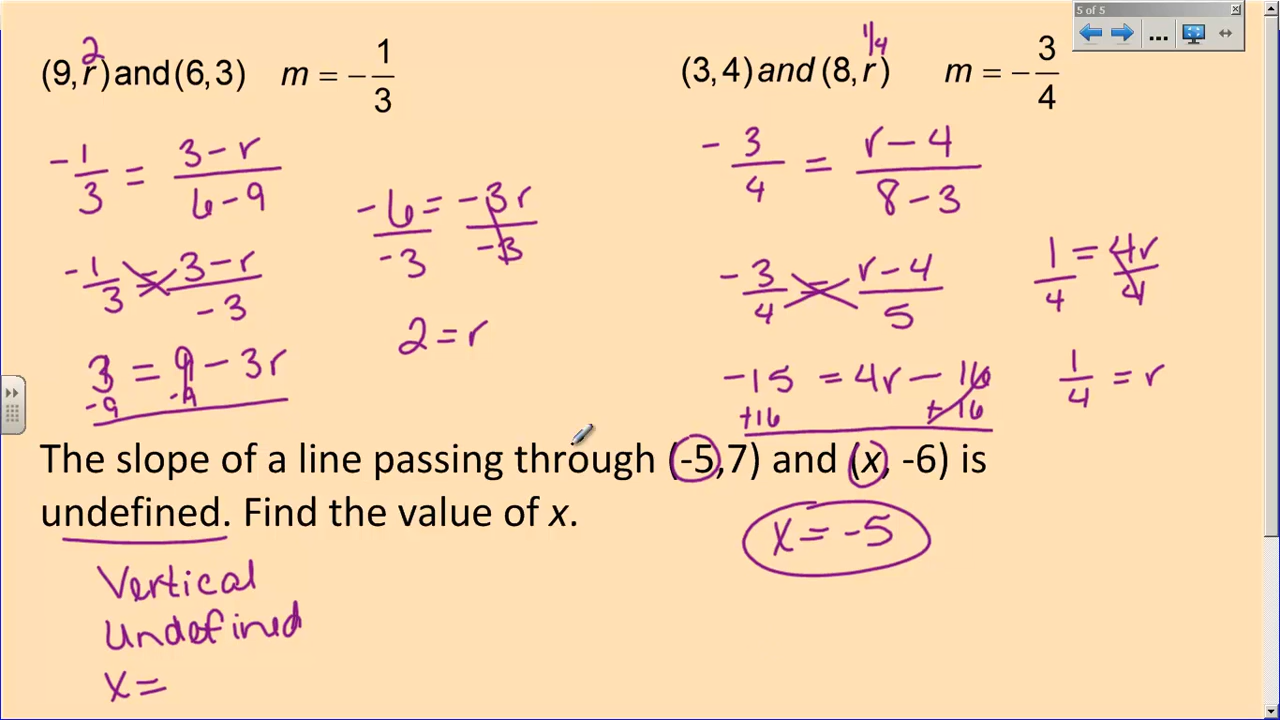 5 of 5
(9, r) and (6, 3) m = -1/3
2
-1/3 = (3 - r)/(6 - 9)
-1/3 = (3 - r)/-3
3 = 9 - 3r
-9 -9
-6 = -3r
-3 -3
2 = r
(3, 4) and (8, r) m = -3/4
1/4
-3/4 = (r - 4)/(8 - 3)
-3/4 = (r - 4)/5
-15 = 4r - 16
+16 +16
1 = 4r
4 4
1/4 = r
The slope of a line passing through (-5,7) and (x, -6) is
undefined. Find the value of x.
x = -5
Vertical
Undefined
x =